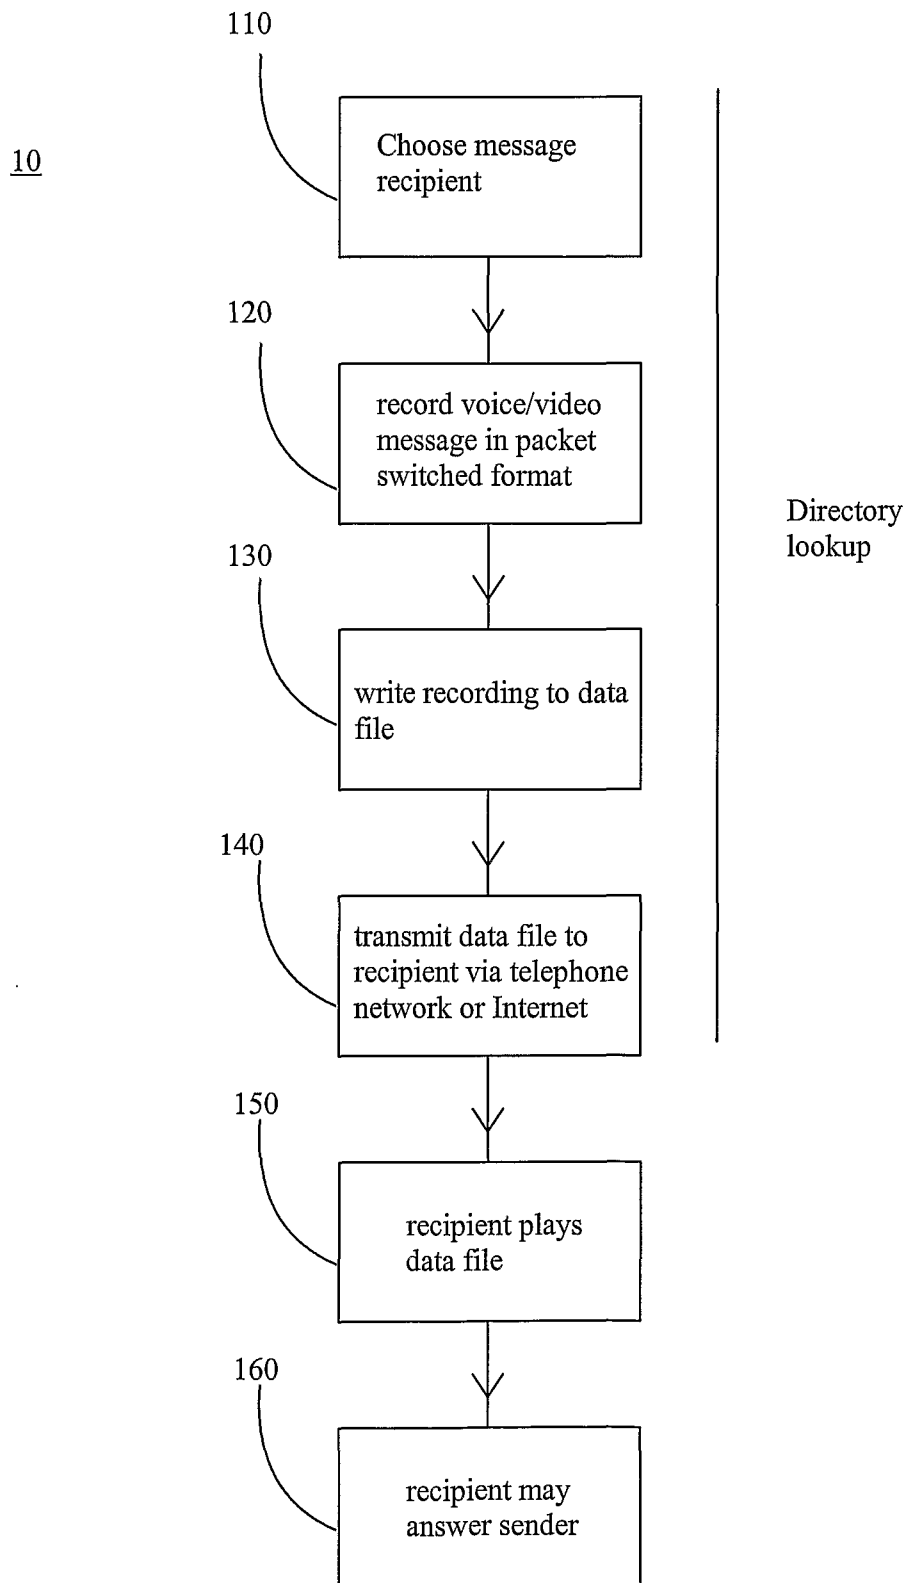 110
10
Choose message
recipient
120
record voice/video
message in packet
switched format
Directory
lookup
130
write recording to data
file
140
transmit data file to
recipient via telephone
network or Internet
150
recipient plays
data file
160
recipient may
answer sender